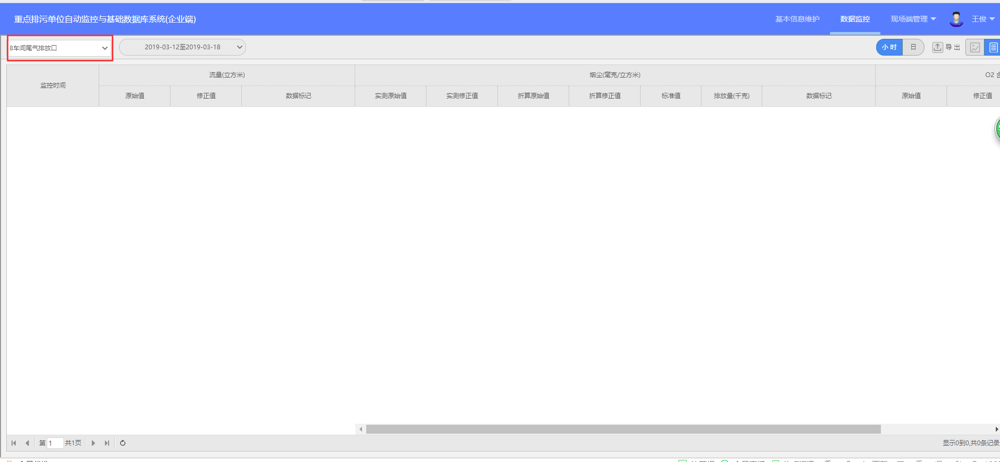 重点排污单位自动监控与基础数据库系统(企业端)
基本信息维护 数据监控 现场端管理 王俊
8车间尾气排放口 2019-03-12至2019-03-18 小时 日 导出
监控时间 流量(立方米) 烟尘(毫克/立方米) O2
原始值 修正值 数据标记 实测原始值 实测修正值 折算原始值 折算修正值 标准值 排放量(千克) 数据标记 原始值 修正值
第 1 共1页 显示0到0,共0条记录